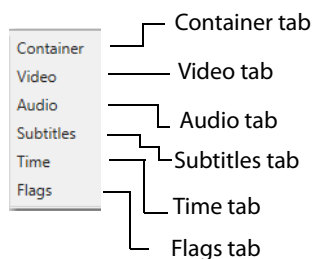 Container
Video
Audio
Subtitles
Time
Flags
Container tab
Video tab
Audio tab
Subtitles tab
Time tab
Flags tab